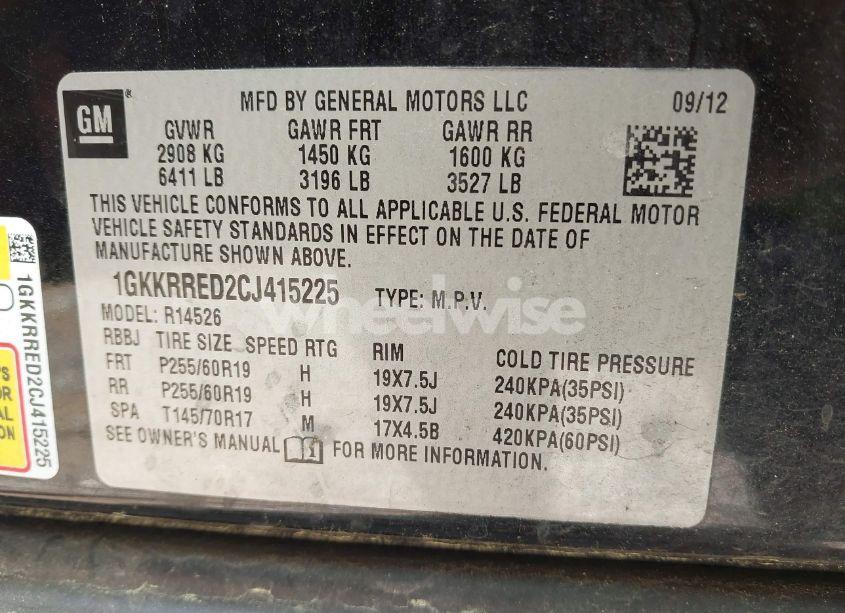 GM
MFD BY GENERAL MOTORS LLC 09/12
GVWR GAWR FRT GAWR RR
2908 KG 1450 KG 1600 KG
6411 LB 3196 LB 3527 LB
THIS VEHICLE CONFORMS TO ALL APPLICABLE U.S. FEDERAL MOTOR
VEHICLE SAFETY STANDARDS IN EFFECT ON THE DATE OF
MANUFACTURE SHOWN ABOVE.
1GKKRRED2CJ415225 TYPE: M.P.V.
MODEL: R14526
RBBJ TIRE SIZE SPEED RTG RIM COLD TIRE PRESSURE
FRT P255/60R19 H 19X7.5J 240KPA(35PSI)
RR P255/60R19 H 19X7.5J 240KPA(35PSI)
SPA T145/70R17 M 17X4.5B 420KPA(60PSI)
SEE OWNER'S MANUAL FOR MORE INFORMATION.
wheelwise
1GKKRRED2CJ415225